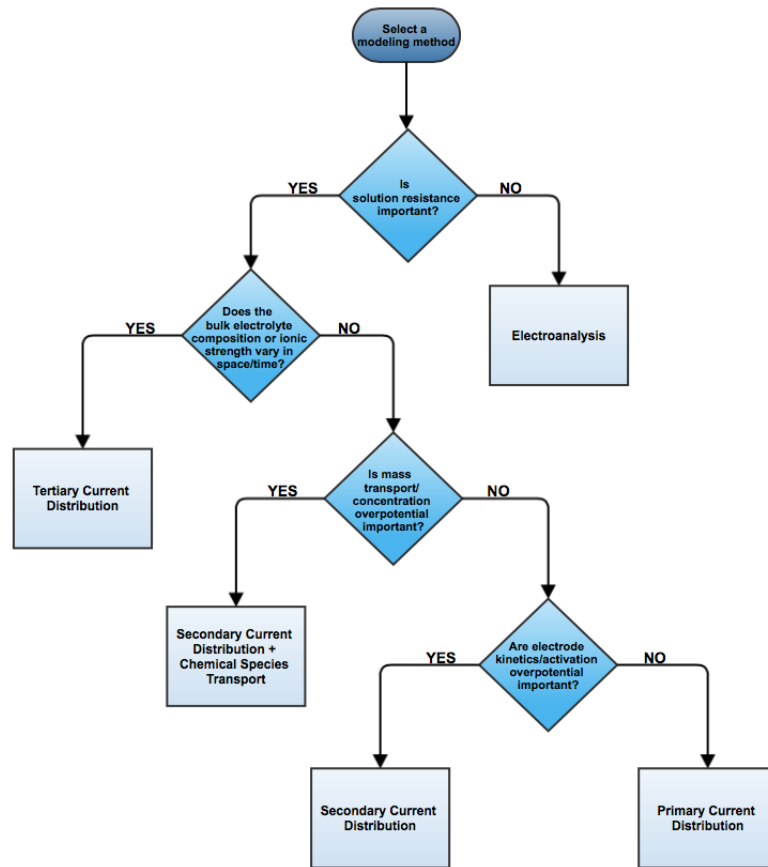 Select a
modeling method
Is
solution resistance
important?
YES
NO
Does the
bulk electrolyte
composition or ionic
strength vary in
space/time?
Electroanalysis
YES
NO
Is mass
transport/
concentration
overpotential
important?
Tertiary Current
Distribution
YES
NO
Secondary Current
Distribution +
Chemical Species
Transport
Are electrode
kinetics/activation
overpotential
important?
YES
NO
Secondary Current
Distribution
Primary Current
Distribution